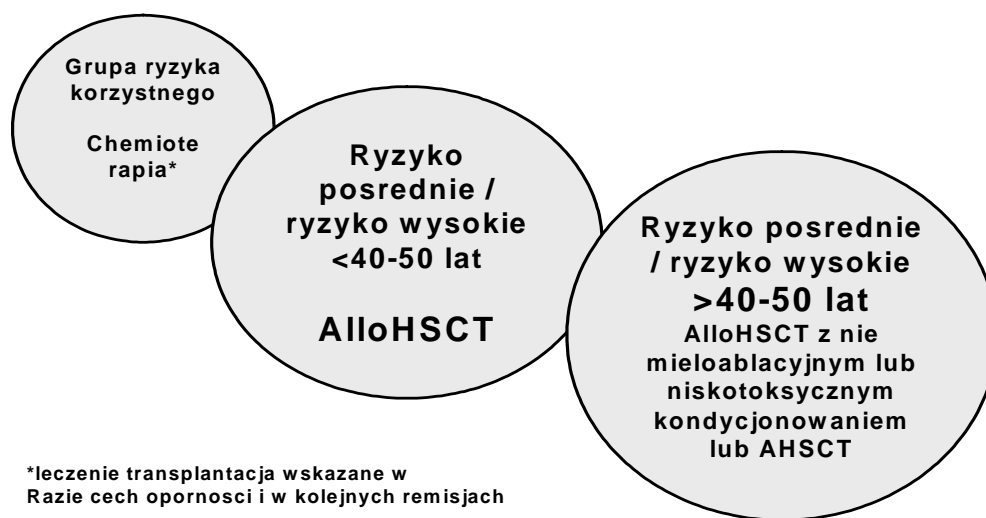 Grupa ryzyka
korzystnego
Chemiote
rapia*
Ryzyko
posrednie /
ryzyko wysokie
<40-50 lat
AlloHSCT
Ryzyko posrednie
/ ryzyko wysokie
>40-50 lat
AlloHSCT z nie
mieloablacyjnym lub
niskotoksycznym
kondycjonowaniem
lub AHSCT
*leczenie transplantacja wskazane w
Razie cech opornosci i w kolejnych remisjach